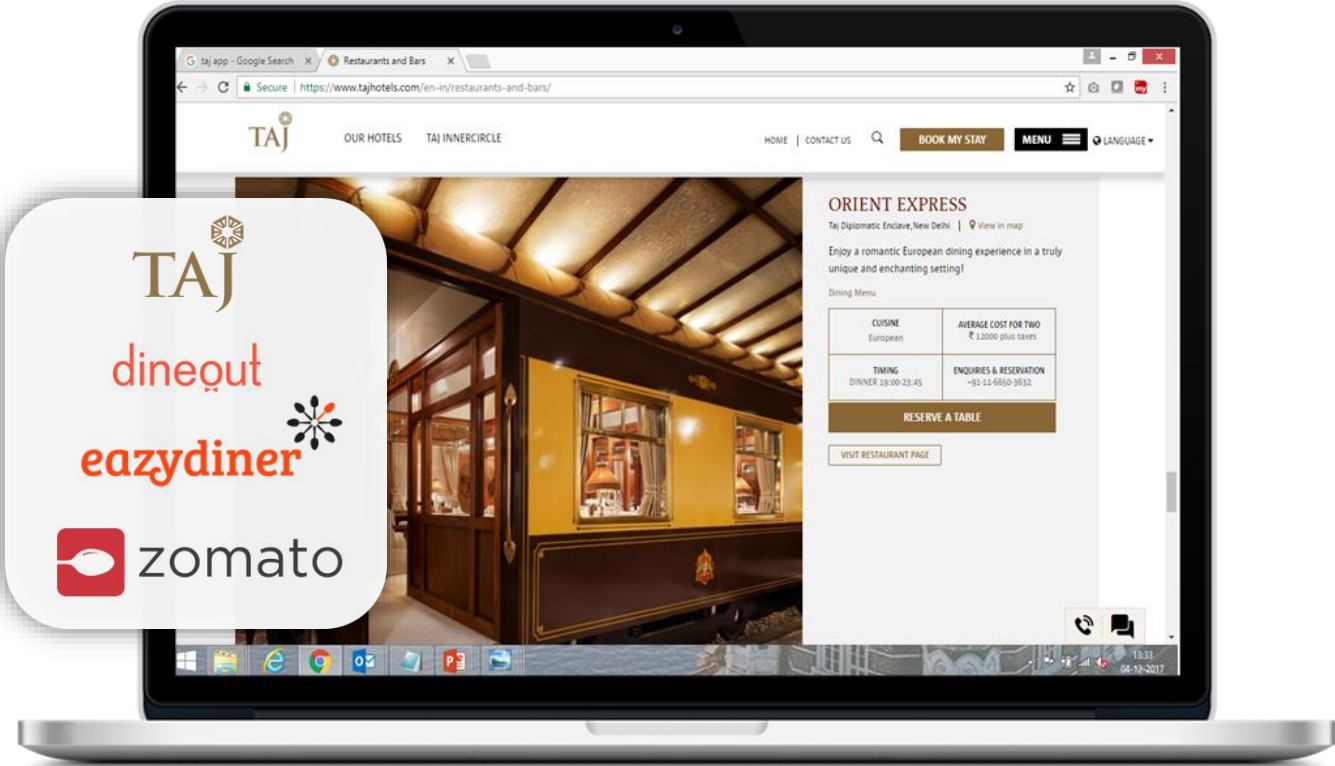 taj app - Google Search
Restaurants and Bars
Secure | https://www.tajhotels.com/en-in/restaurants-and-bars/
TAJ
OUR HOTELS
TAJ INNERCIRCLE
HOME | CONTACT US
BOOK MY STAY
MENU
LANGUAGE
ORIENT EXPRESS
Taj Diplomatic Enclave, New Delhi | View in map
Enjoy a romantic European dining experience in a truly
unique and enchanting setting!
Dining Menu
CUISINE
European
AVERAGE COST FOR TWO
₹ 12000 plus taxes
TIMING
DINNER 19:00-23:45
ENQUIRIES & RESERVATION
+91-11-6650-3632
RESERVE A TABLE
VISIT RESTAURANT PAGE
TAJ
dineout
eazydiner
zomato
13:33
04-12-2017